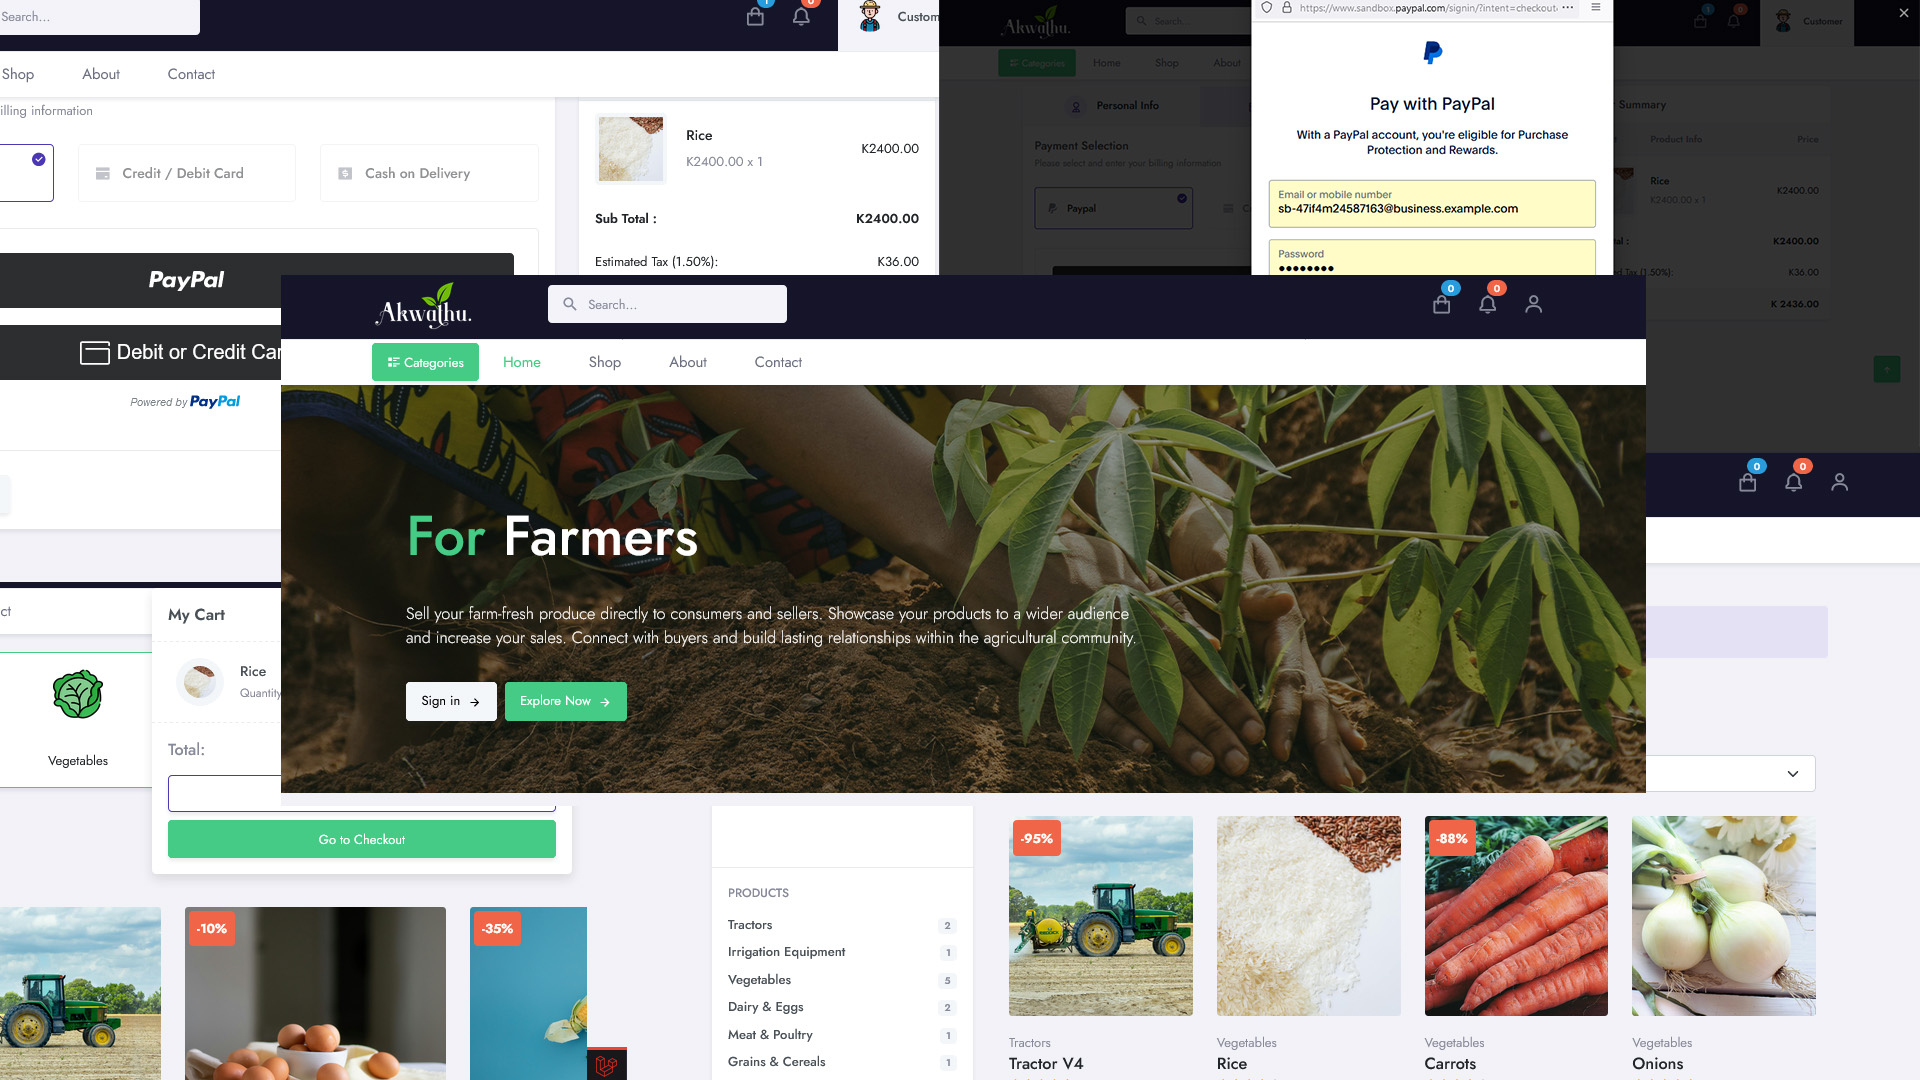 Search...
1
0
Custom
Shop
About
Contact
illing information
Credit / Debit Card
Cash on Delivery
Rice
K2400.00 x 1
K2400.00
Sub Total :
K2400.00
Estimated Tax (1.50%):
K36.00
PayPal
Debit or Credit Car
Powered by PayPal
Akwathu.
Search...
1
0
Customer
Categories
Home
Shop
About
Personal Info
Summary
Payment Selection
Please select and enter your billing information
Paypal
Product Info
Price
Rice
K2400.00 x 1
K2400.00
K2400.00
Tax (1.50%):
K36.00
K 2436.00
https://www.sandbox.paypal.com/signin/?intent=checkout
Pay with PayPal
With a PayPal account, you're eligible for Purchase
Protection and Rewards.
Email or mobile number
sb-47if4m24587163@business.example.com
Password
••••••••
Akwathu.
Search...
0
0
Categories
Home
Shop
About
Contact
For Farmers
Sell your farm-fresh produce directly to consumers and sellers. Showcase your products to a wider audience
and increase your sales. Connect with buyers and build lasting relationships within the agricultural community.
Sign in
Explore Now
0
0
ct
My Cart
Rice
Quantity
Vegetables
Total:
Go to Checkout
-10%
-35%
PRODUCTS
Tractors 2
Irrigation Equipment 1
Vegetables 5
Dairy & Eggs 2
Meat & Poultry 1
Grains & Cereals 1
-95%
-88%
Tractors
Tractor V4
Vegetables
Rice
Vegetables
Carrots
Vegetables
Onions